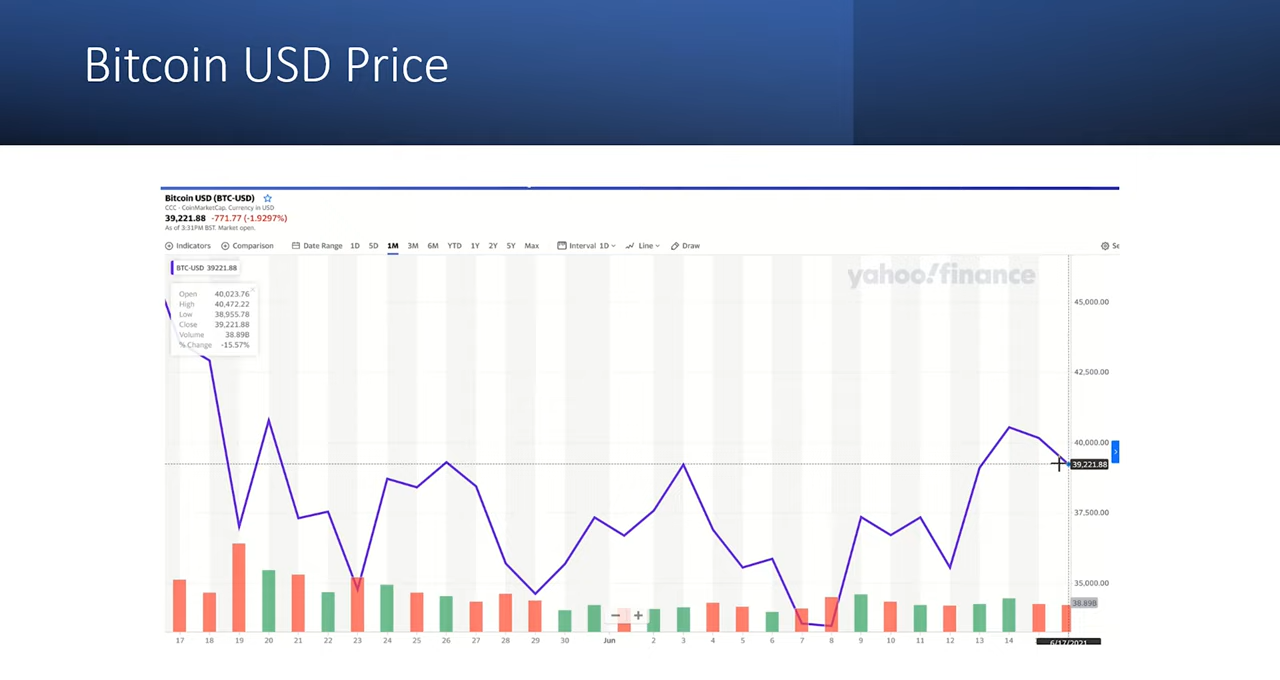 Bitcoin USD Price
Bitcoin USD (BTC-USD)
CCC - CoinMarketCap. Currency in USD
39,221.88 -771.77 (-1.9297%)
As of 3:31PM BST. Market open.
Indicators Comparison Date Range 1D 5D 1M 3M 6M YTD 1Y 2Y 5Y Max Interval 1D Line Draw Se
BTC-USD 39221.88
yahoo!finance
Open 40,023.76
High 40,472.22
Low 38,955.78
Close 39,221.88
Volume 38.89B
% Change -15.57%
45,000.00
42,500.00
40,000.00
39,221.88
37,500.00
35,000.00
38.89B
17 18 19 20 21 22 23 24 25 26 27 28 29 30 Jun 2 3 4 5 6 7 8 9 10 11 12 13 14 6/17/2021